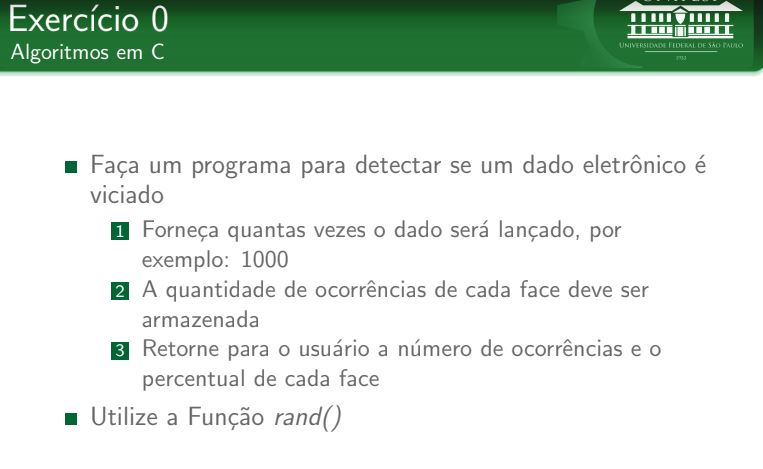 Exercício 0
Algoritmos em C
UNIVERSIDADE FEDERAL DE SÃO PAULO
1933
Faça um programa para detectar se um dado eletrônico é
viciado
1 Forneça quantas vezes o dado será lançado, por
exemplo: 1000
2 A quantidade de ocorrências de cada face deve ser
armazenada
3 Retorne para o usuário a número de ocorrências e o
percentual de cada face
Utilize a Função rand()